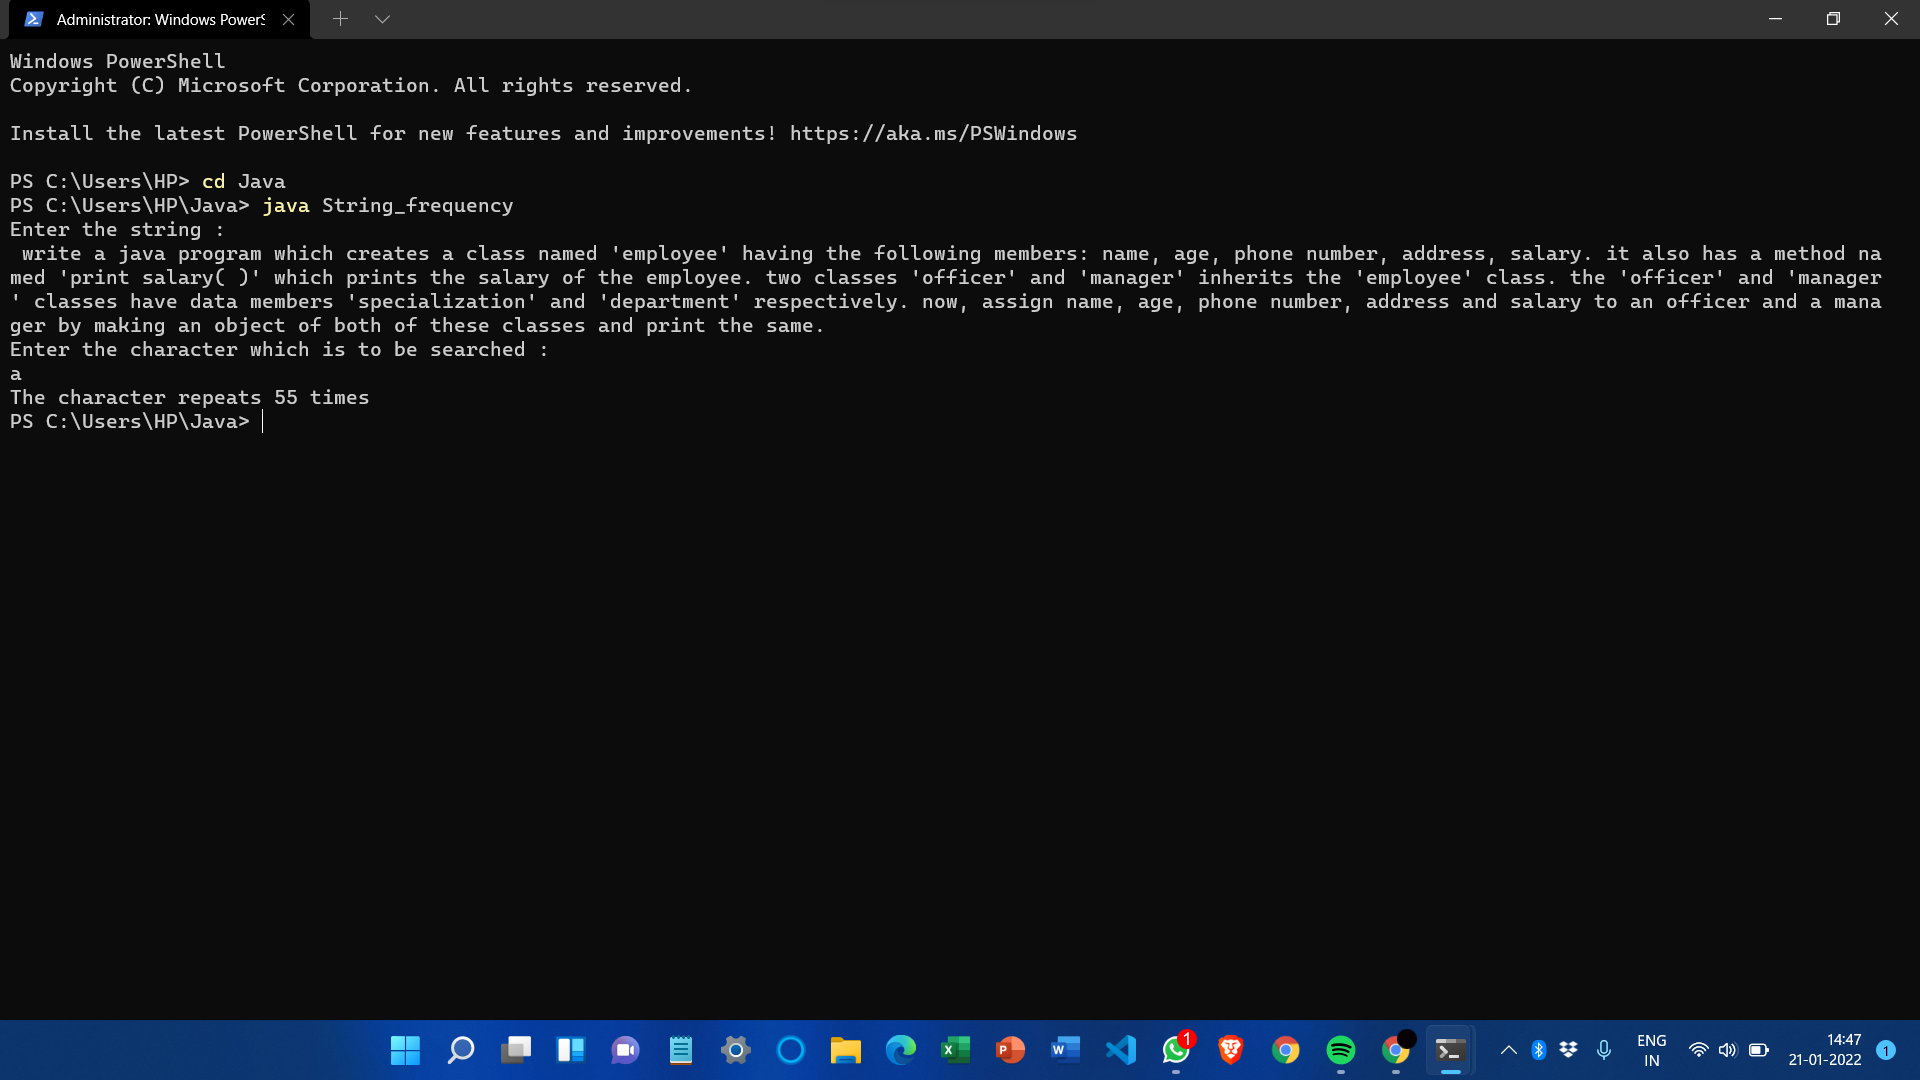 Administrator: Windows PowerS
Windows PowerShell
Copyright (C) Microsoft Corporation. All rights reserved.
Install the latest PowerShell for new features and improvements! https://aka.ms/PSWindows
PS C:\Users\HP> cd Java
PS C:\Users\HP\Java> java String_frequency
Enter the string :
 write a java program which creates a class named 'employee' having the following members: name, age, phone number, address, salary. it also has a method na
med 'print salary( )' which prints the salary of the employee. two classes 'officer' and 'manager' inherits the 'employee' class. the 'officer' and 'manager
' classes have data members 'specialization' and 'department' respectively. now, assign name, age, phone number, address and salary to an officer and a mana
ger by making an object of both of these classes and print the same.
Enter the character which is to be searched :
a
The character repeats 55 times
PS C:\Users\HP\Java>
1
ENG
IN
14:47
21-01-2022
1